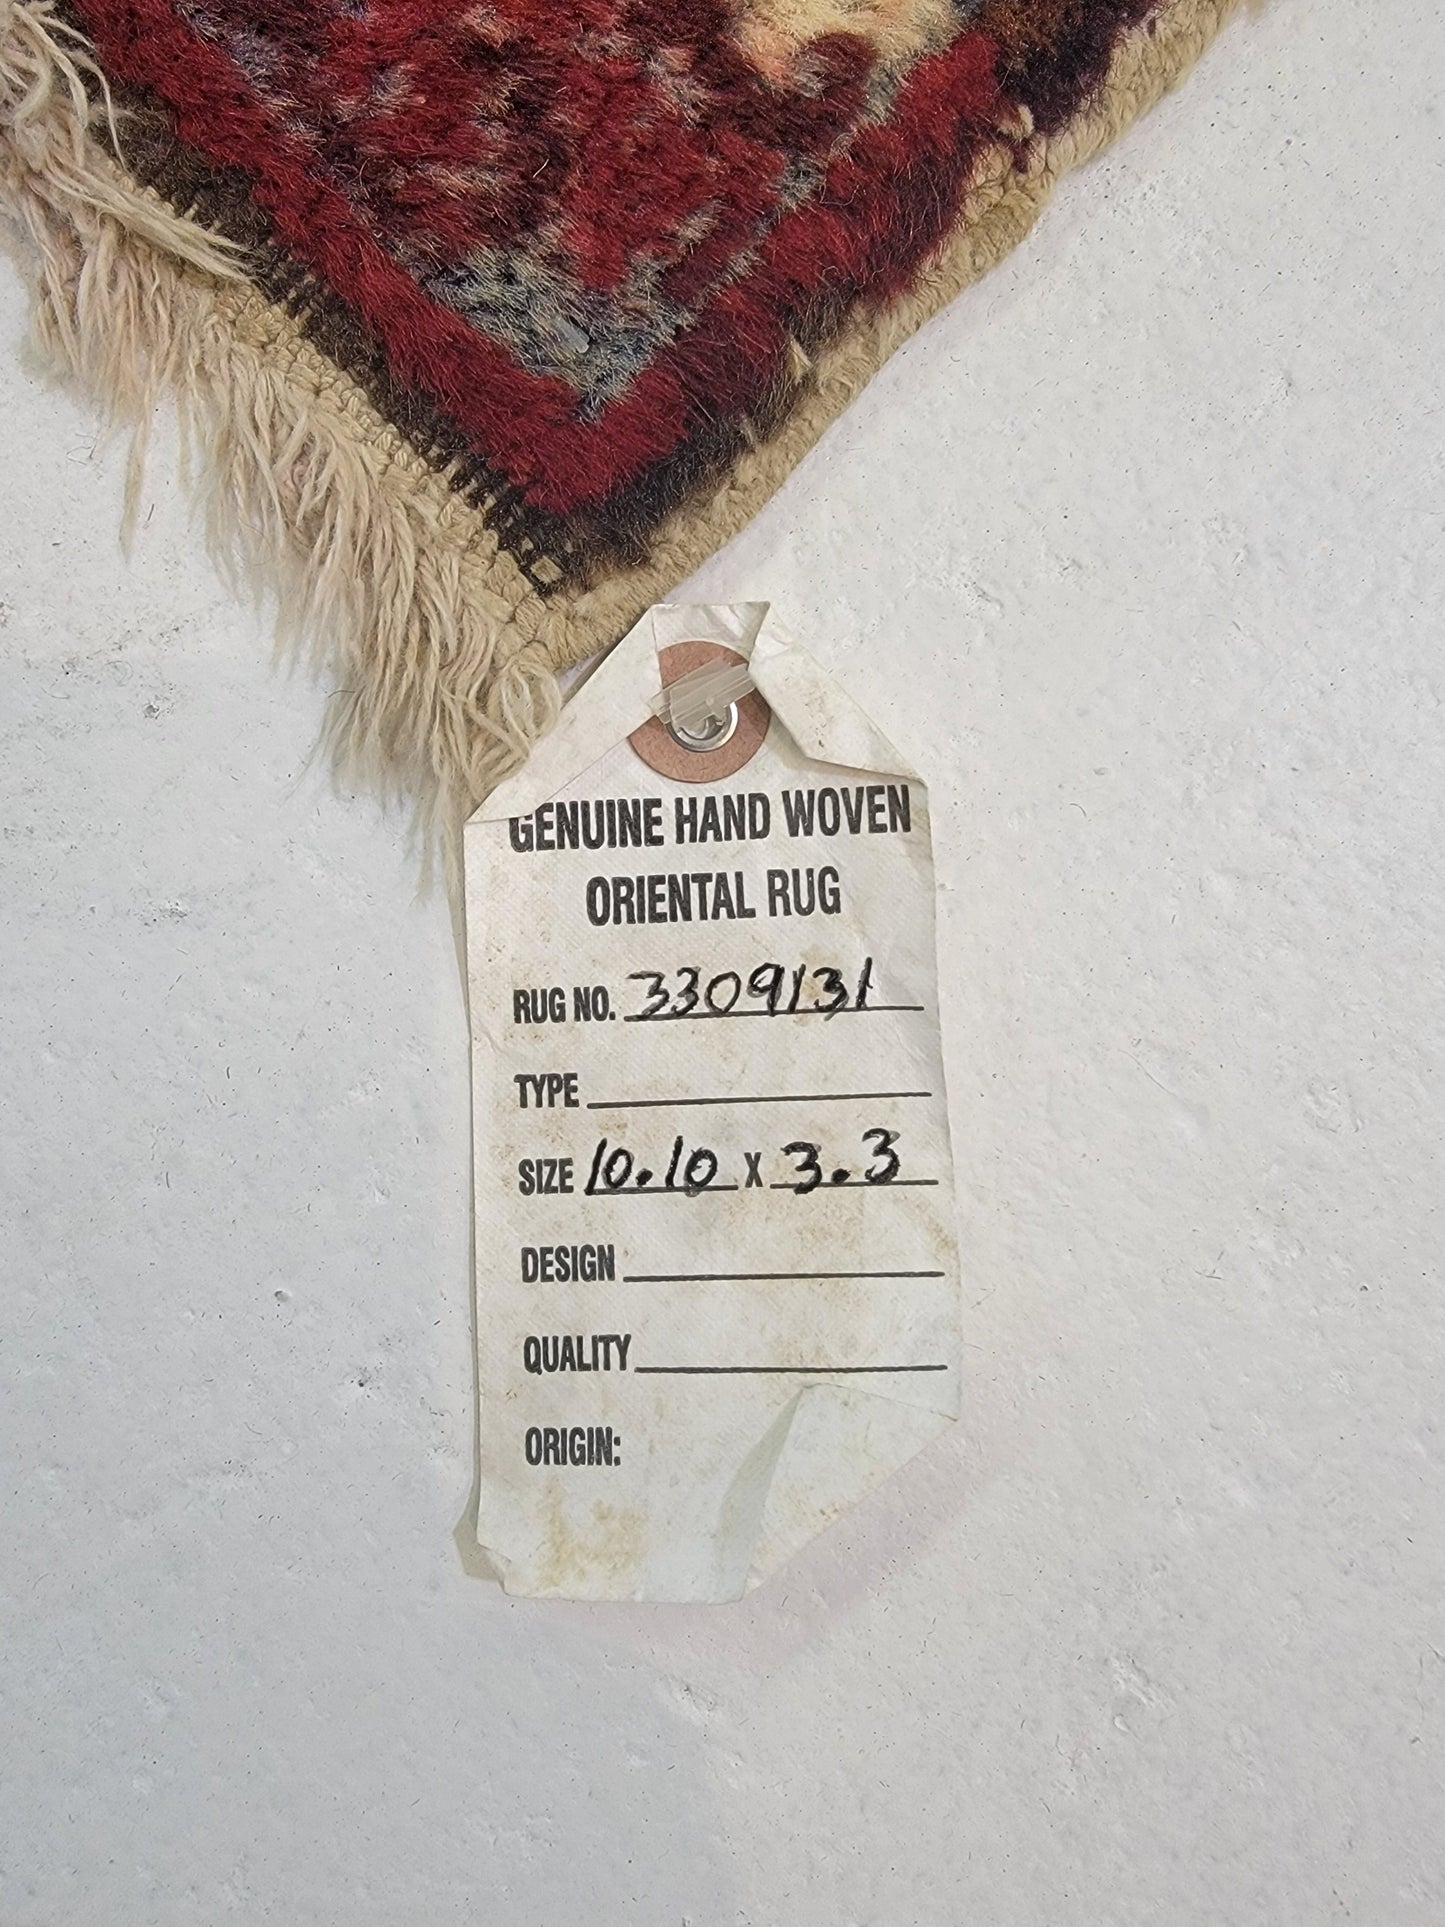 GENUINE HAND WOVEN
ORIENTAL RUG
RUG NO. 3309131
TYPE
SIZE 10.10 X 3.3
DESIGN
QUALITY
ORIGIN: